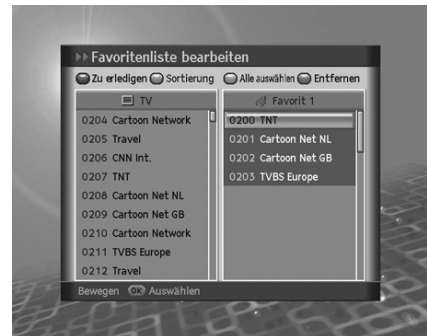 Favoritenliste bearbeiten
Zu erledigen Sortierung Alle auswählen Entfernen
TV
0204 Cartoon Network
0205 Travel
0206 CNN Int.
0207 TNT
0208 Cartoon Net NL
0209 Cartoon Net GB
0210 Cartoon Network
0211 TVBS Europe
0212 Travel
Favorit 1
0200 TNT
0201 Cartoon Net NL
0202 Cartoon Net GB
0203 TVBS Europe
Bewegen OK Auswählen